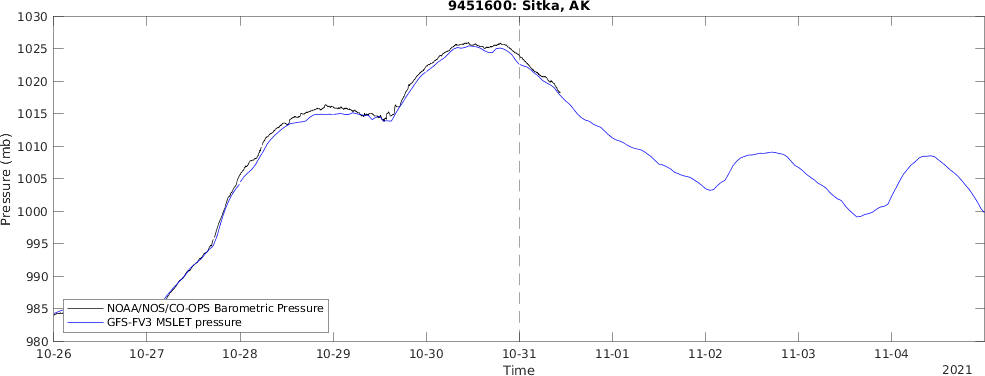 9451600: Sitka, AK
Pressure (mb)
1030
1025
1020
1015
1010
1005
1000
995
990
985
980
NOAA/NOS/CO-OPS Barometric Pressure
GFS-FV3 MSLET pressure
10-26 10-27 10-28 10-29 10-30 10-31 11-01 11-02 11-03 11-04
Time
2021